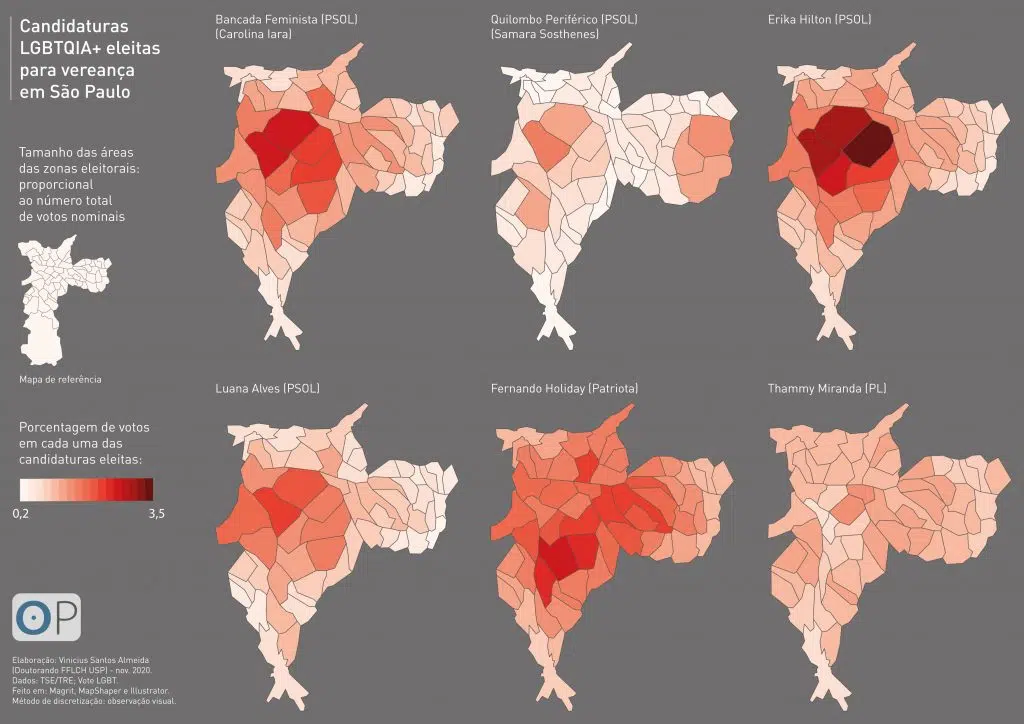 Candidaturas
LGBTQIA+ eleitas
para vereança
em São Paulo
Tamanho das áreas
das zonas eleitorais:
proporcional
ao número total
de votos nominais
Mapa de referência
Porcentagem de votos
em cada uma das
candidaturas eleitas:
0,2 3,5
OP
Elaboração: Vinicius Santos Almeida
(Doutorando FFLCH USP) - nov. 2020.
Dados: TSE/TRE; Vote LGBT.
Feito em: Magrit, MapShaper e Illustrator.
Método de discretização: observação visual.
Bancada Feminista (PSOL)
(Carolina Iara)
Quilombo Periférico (PSOL)
(Samara Sosthenes)
Erika Hilton (PSOL)
Luana Alves (PSOL)
Fernando Holiday (Patriota)
Thammy Miranda (PL)